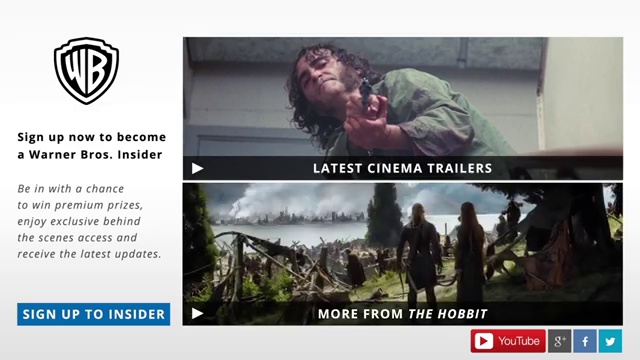 WB
Sign up now to become
a Warner Bros. Insider
Be in with a chance
to win premium prizes,
enjoy exclusive behind
the scenes access and
receive the latest updates.
SIGN UP TO INSIDER
LATEST CINEMA TRAILERS
MORE FROM THE HOBBIT
YouTube
g+
f